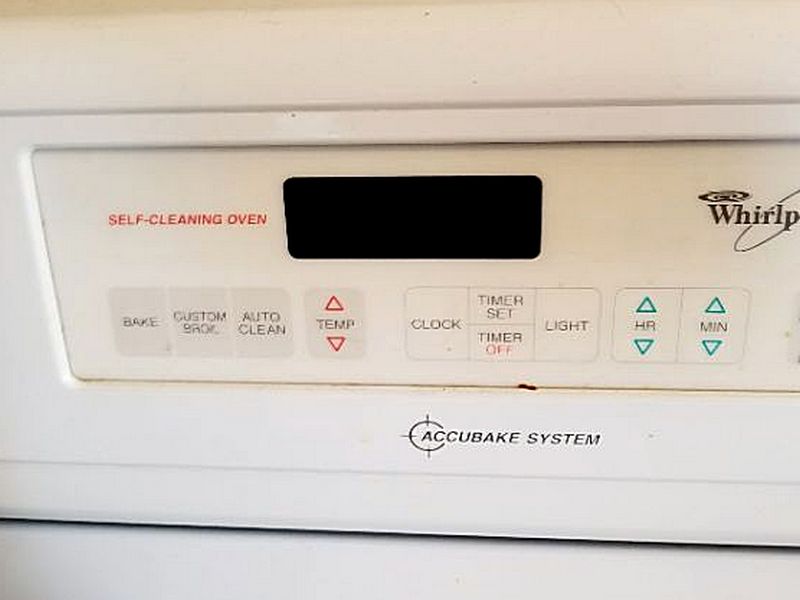 SELF-CLEANING OVEN
Whirlp
BAKE
CUSTOM
BROIL
AUTO
CLEAN
TEMP
CLOCK
TIMER
SET
TIMER
OFF
LIGHT
HR
MIN
ACCUBAKE SYSTEM